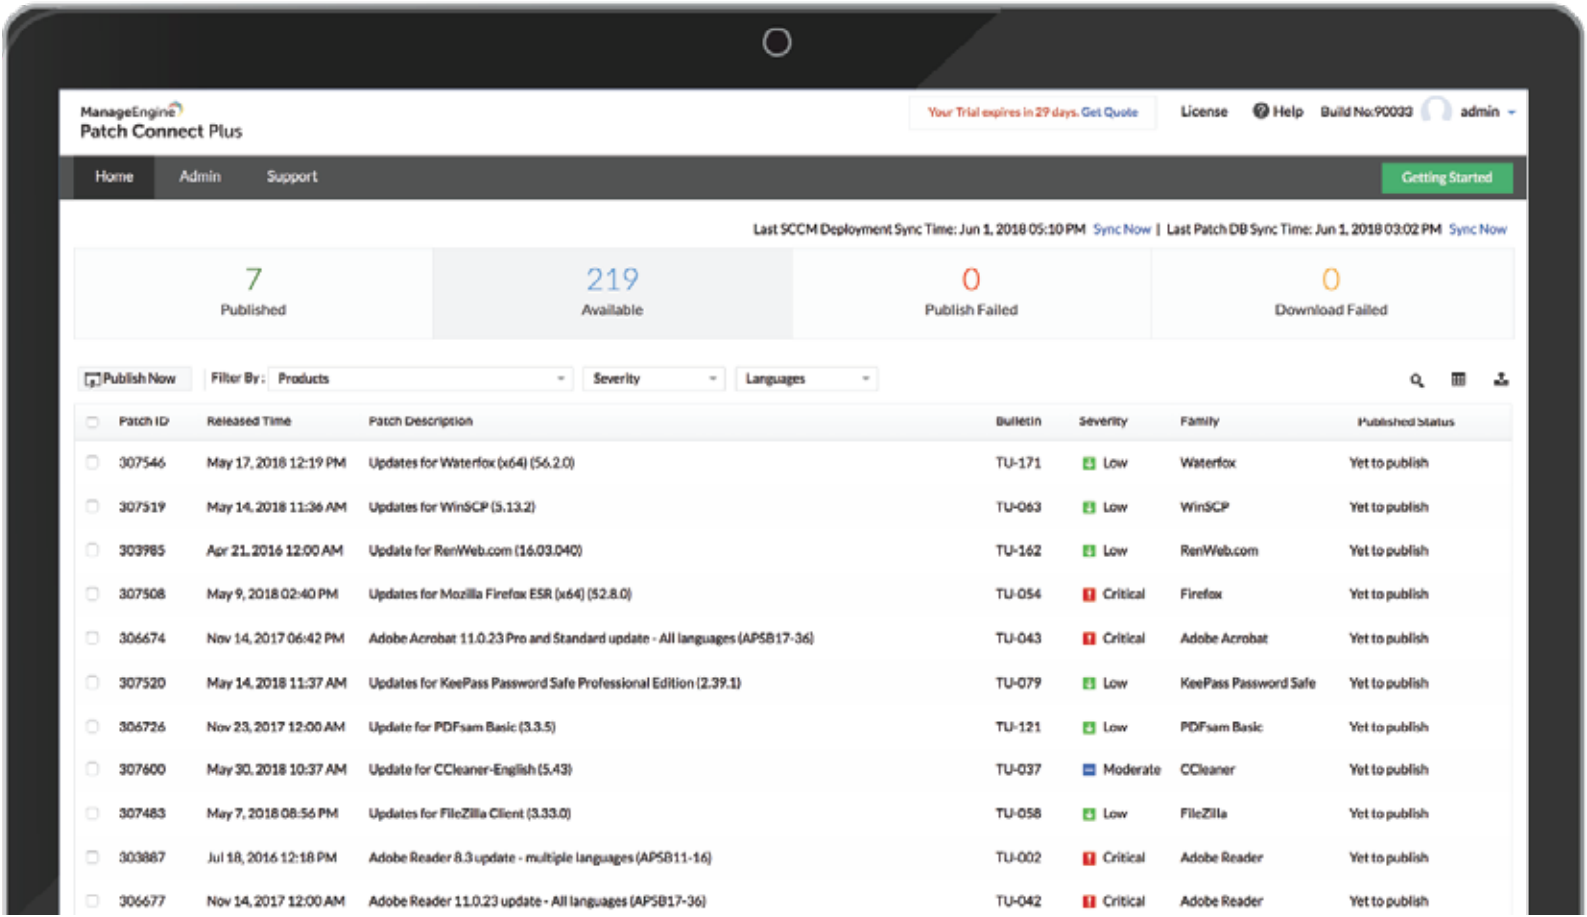 ManageEngine
Patch Connect Plus
Your Trial expires in 29 days. Get Quote License Help Build No:90033 admin
Home Admin Support Getting Started
Last SCCM Deployment Sync Time: Jun 1, 2018 05:10 PM Sync Now | Last Patch DB Sync Time: Jun 1, 2018 03:02 PM Sync Now
7 219 0 0
Published Available Publish Failed Download Failed
Publish Now Filter By : Products Severity Languages
Patch ID Released Time Patch Description Bulletin Severity Family Published Status
307546 May 17, 2018 12:19 PM Updates for Waterfox (x64) (56.2.0) TU-171 Low Waterfox Yet to publish
307519 May 14, 2018 11:36 AM Updates for WinSCP (5.13.2) TU-063 Low WinSCP Yet to publish
303985 Apr 21, 2016 12:00 AM Update for RenWeb.com (16.03.040) TU-162 Low RenWeb.com Yet to publish
307508 May 9, 2018 02:40 PM Updates for Mozilla Firefox ESR (x64) (52.8.0) TU-054 Critical Firefox Yet to publish
306674 Nov 14, 2017 06:42 PM Adobe Acrobat 11.0.23 Pro and Standard update - All languages (APSB17-36) TU-043 Critical Adobe Acrobat Yet to publish
307520 May 14, 2018 11:37 AM Updates for KeePass Password Safe Professional Edition (2.39.1) TU-079 Low KeePass Password Safe Yet to publish
306726 Nov 23, 2017 12:00 AM Update for PDFsam Basic (3.3.5) TU-121 Low PDFsam Basic Yet to publish
307600 May 30, 2018 10:37 AM Update for CCleaner-English (5.43) TU-037 Moderate CCleaner Yet to publish
307483 May 7, 2018 08:56 PM Updates for FileZilla Client (3.33.0) TU-058 Low FileZilla Yet to publish
303887 Jul 18, 2016 12:18 PM Adobe Reader 8.3 update - multiple languages (APSB11-16) TU-002 Critical Adobe Reader Yet to publish
306677 Nov 14, 2017 12:00 AM Adobe Reader 11.0.23 update - All languages (APSB17-36) TU-042 Critical Adobe Reader Yet to publish